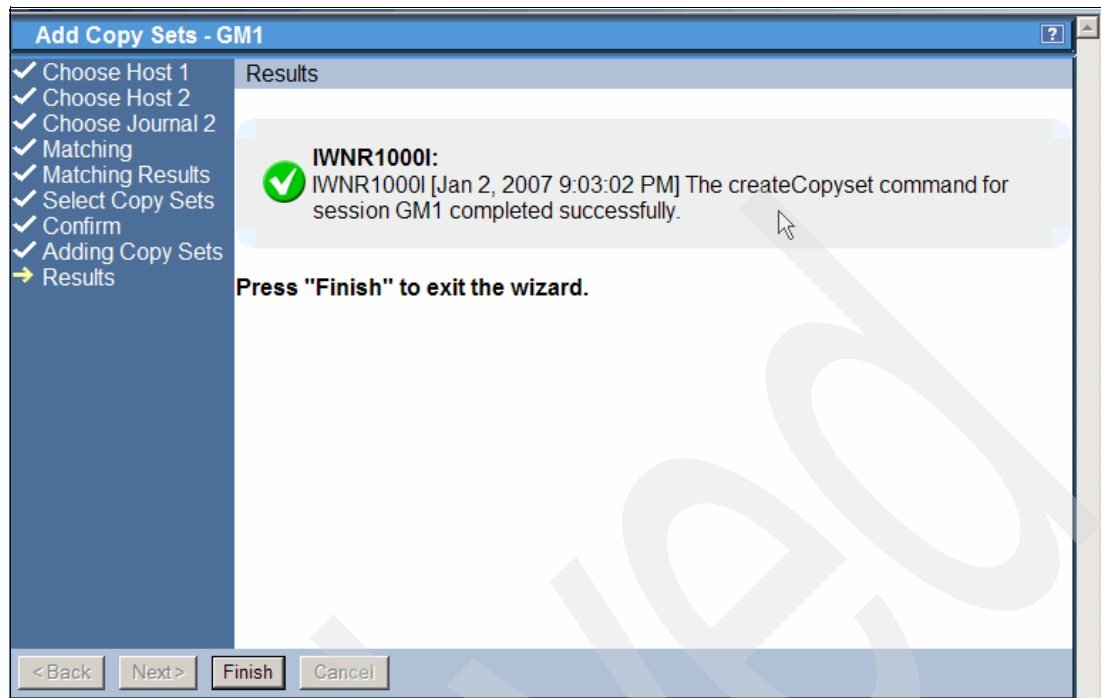 Add Copy Sets - GM1
?
Choose Host 1
Choose Host 2
Choose Journal 2
Matching
Matching Results
Select Copy Sets
Confirm
Adding Copy Sets
Results
Results
IWNR1000I:
IWNR1000I [Jan 2, 2007 9:03:02 PM] The createCopyset command for
session GM1 completed successfully.
Press "Finish" to exit the wizard.
< Back
Next >
Finish
Cancel